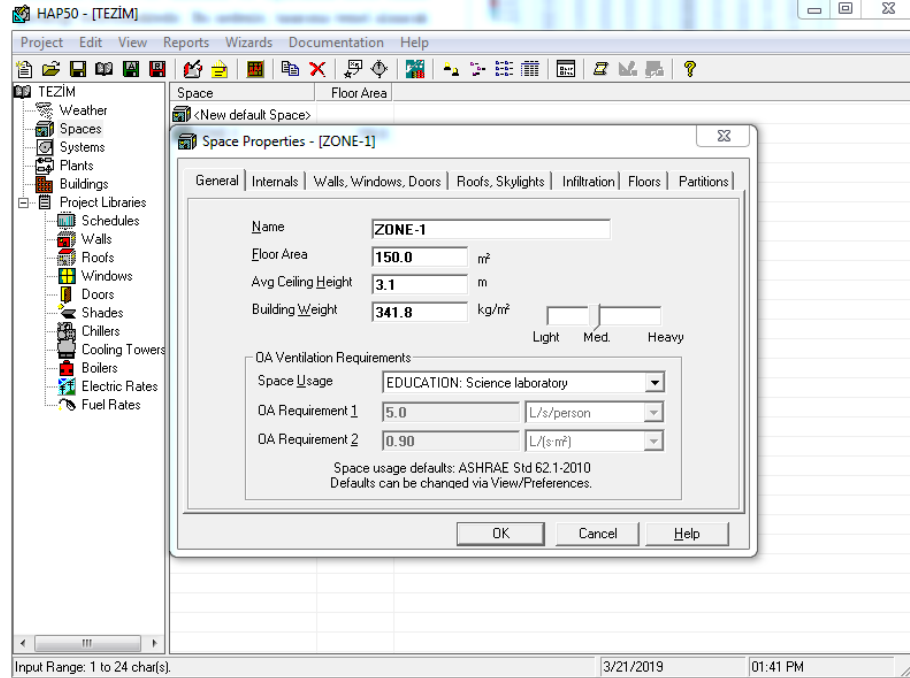 HAP50 - [TEZİM]
Project Edit View Reports Wizards Documentation Help
TEZİM
Weather
Spaces
Systems
Plants
Buildings
Project Libraries
Schedules
Walls
Roofs
Windows
Doors
Shades
Chillers
Cooling Towers
Boilers
Electric Rates
Fuel Rates
Space Floor Area
<New default Space>
Space Properties - [ZONE-1]
General Internals Walls, Windows, Doors Roofs, Skylights Infiltration Floors Partitions
Name ZONE-1
Floor Area 150.0 m²
Avg Ceiling Height 3.1 m
Building Weight 341.8 kg/m²
Light Med. Heavy
OA Ventilation Requirements
Space Usage EDUCATION: Science laboratory
OA Requirement 1 5.0 L/s/person
OA Requirement 2 0.90 L/(s·m²)
Space usage defaults: ASHRAE Std 62.1-2010
Defaults can be changed via View/Preferences.
OK Cancel Help
Input Range: 1 to 24 char(s). 3/21/2019 01:41 PM